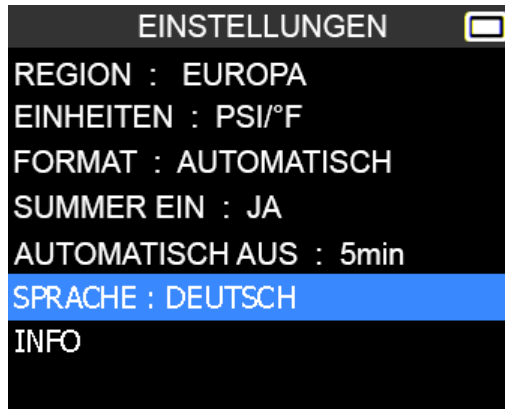 EINSTELLUNGEN
REGION : EUROPA
EINHEITEN : PSI/°F
FORMAT : AUTOMATISCH
SUMMER EIN : JA
AUTOMATISCH AUS : 5min
SPRACHE : DEUTSCH
INFO